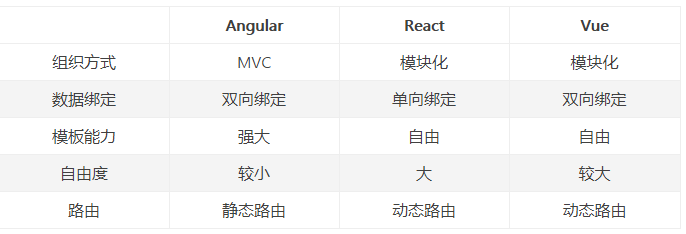 Angular React Vue
组织方式 MVC 模块化 模块化
数据绑定 双向绑定 单向绑定 双向绑定
模板能力 强大 自由 自由
自由度 较小 大 较大
路由 静态路由 动态路由 动态路由